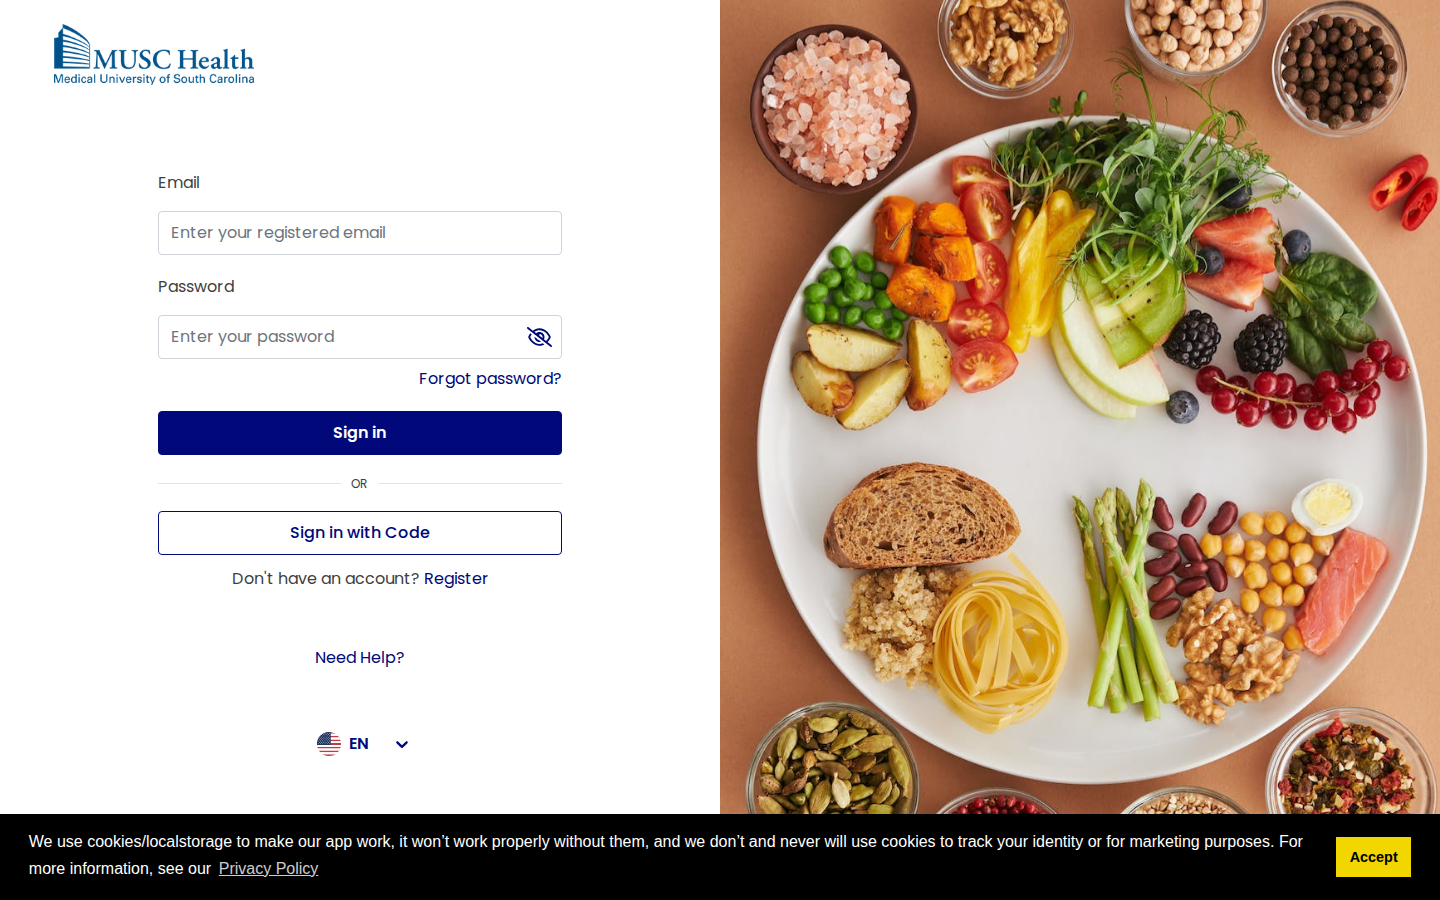 MUSC Health
Medical University of South Carolina
Email
Enter your registered email
Password
Enter your password
Forgot password?
Sign in
OR
Sign in with Code
Don't have an account? Register
Need Help?
EN
We use cookies/localstorage to make our app work, it won’t work properly without them, and we don’t and never will use cookies to track your identity or for marketing purposes. For
more information, see our Privacy Policy
Accept